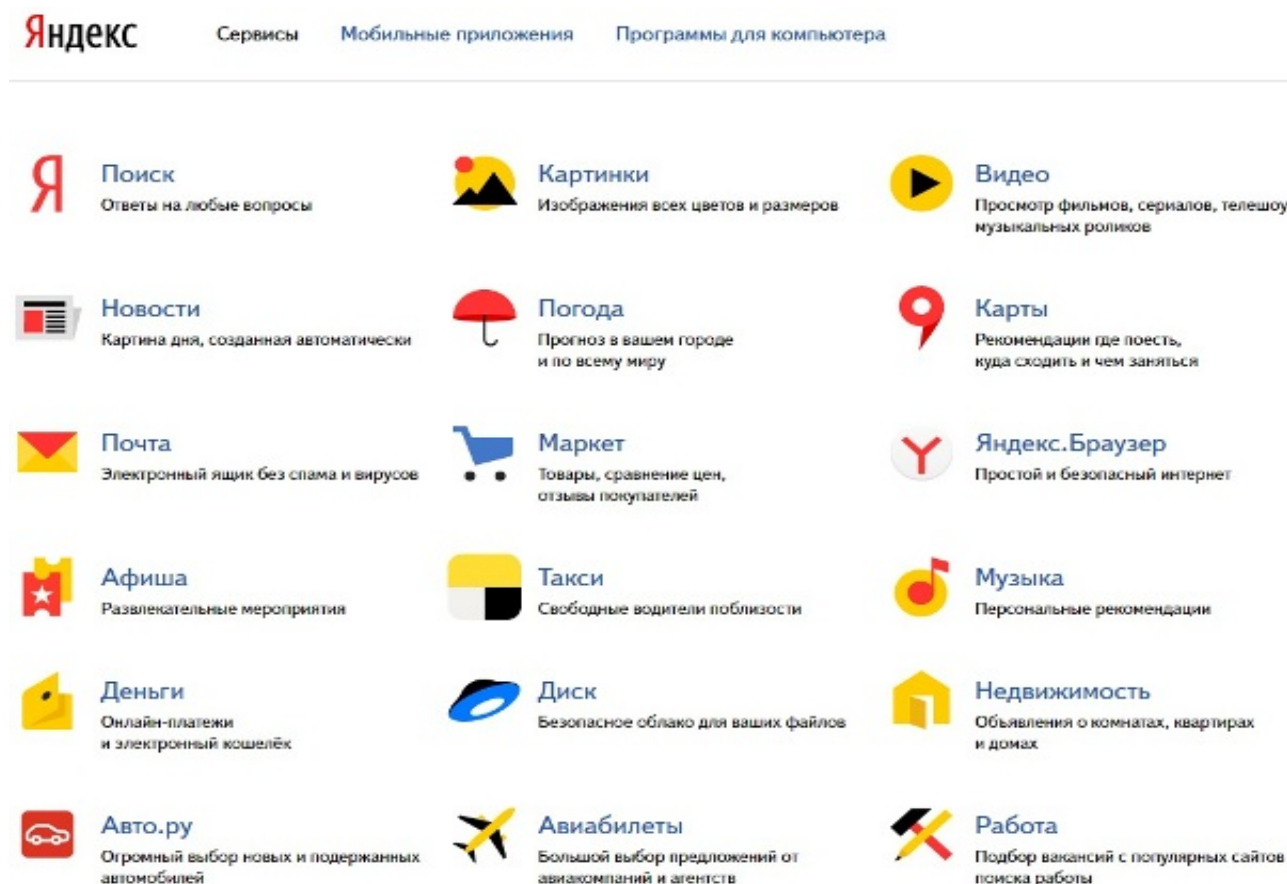 Яндекс Сервисы Мобильные приложения Программы для компьютера
Я Поиск
Ответы на любые вопросы
Картинки
Изображения всех цветов и размеров
Видео
Просмотр фильмов, сериалов, телешоу
музыкальных роликов
Новости
Картина дня, созданная автоматически
Погода
Прогноз в вашем городе
и по всему миру
Карты
Рекомендации где поесть,
куда сходить и чем заняться
Почта
Электронный ящик без спама и вирусов
Маркет
Товары, сравнение цен,
отзывы покупателей
Y Яндекс.Браузер
Простой и безопасный интернет
Афиша
Развлекательные мероприятия
Такси
Свободные водители поблизости
Музыка
Персональные рекомендации
Деньги
Онлайн-платежи
и электронный кошелёк
Диск
Безопасное облако для ваших файлов
Недвижимость
Объявления о комнатах, квартирах
и домах
Авто.ру
Огромный выбор новых и подержанных
автомобилей
Авиабилеты
Большой выбор предложений от
авиакомпаний и агентств
Работа
Подбор вакансий с популярных сайтов
поиска работы